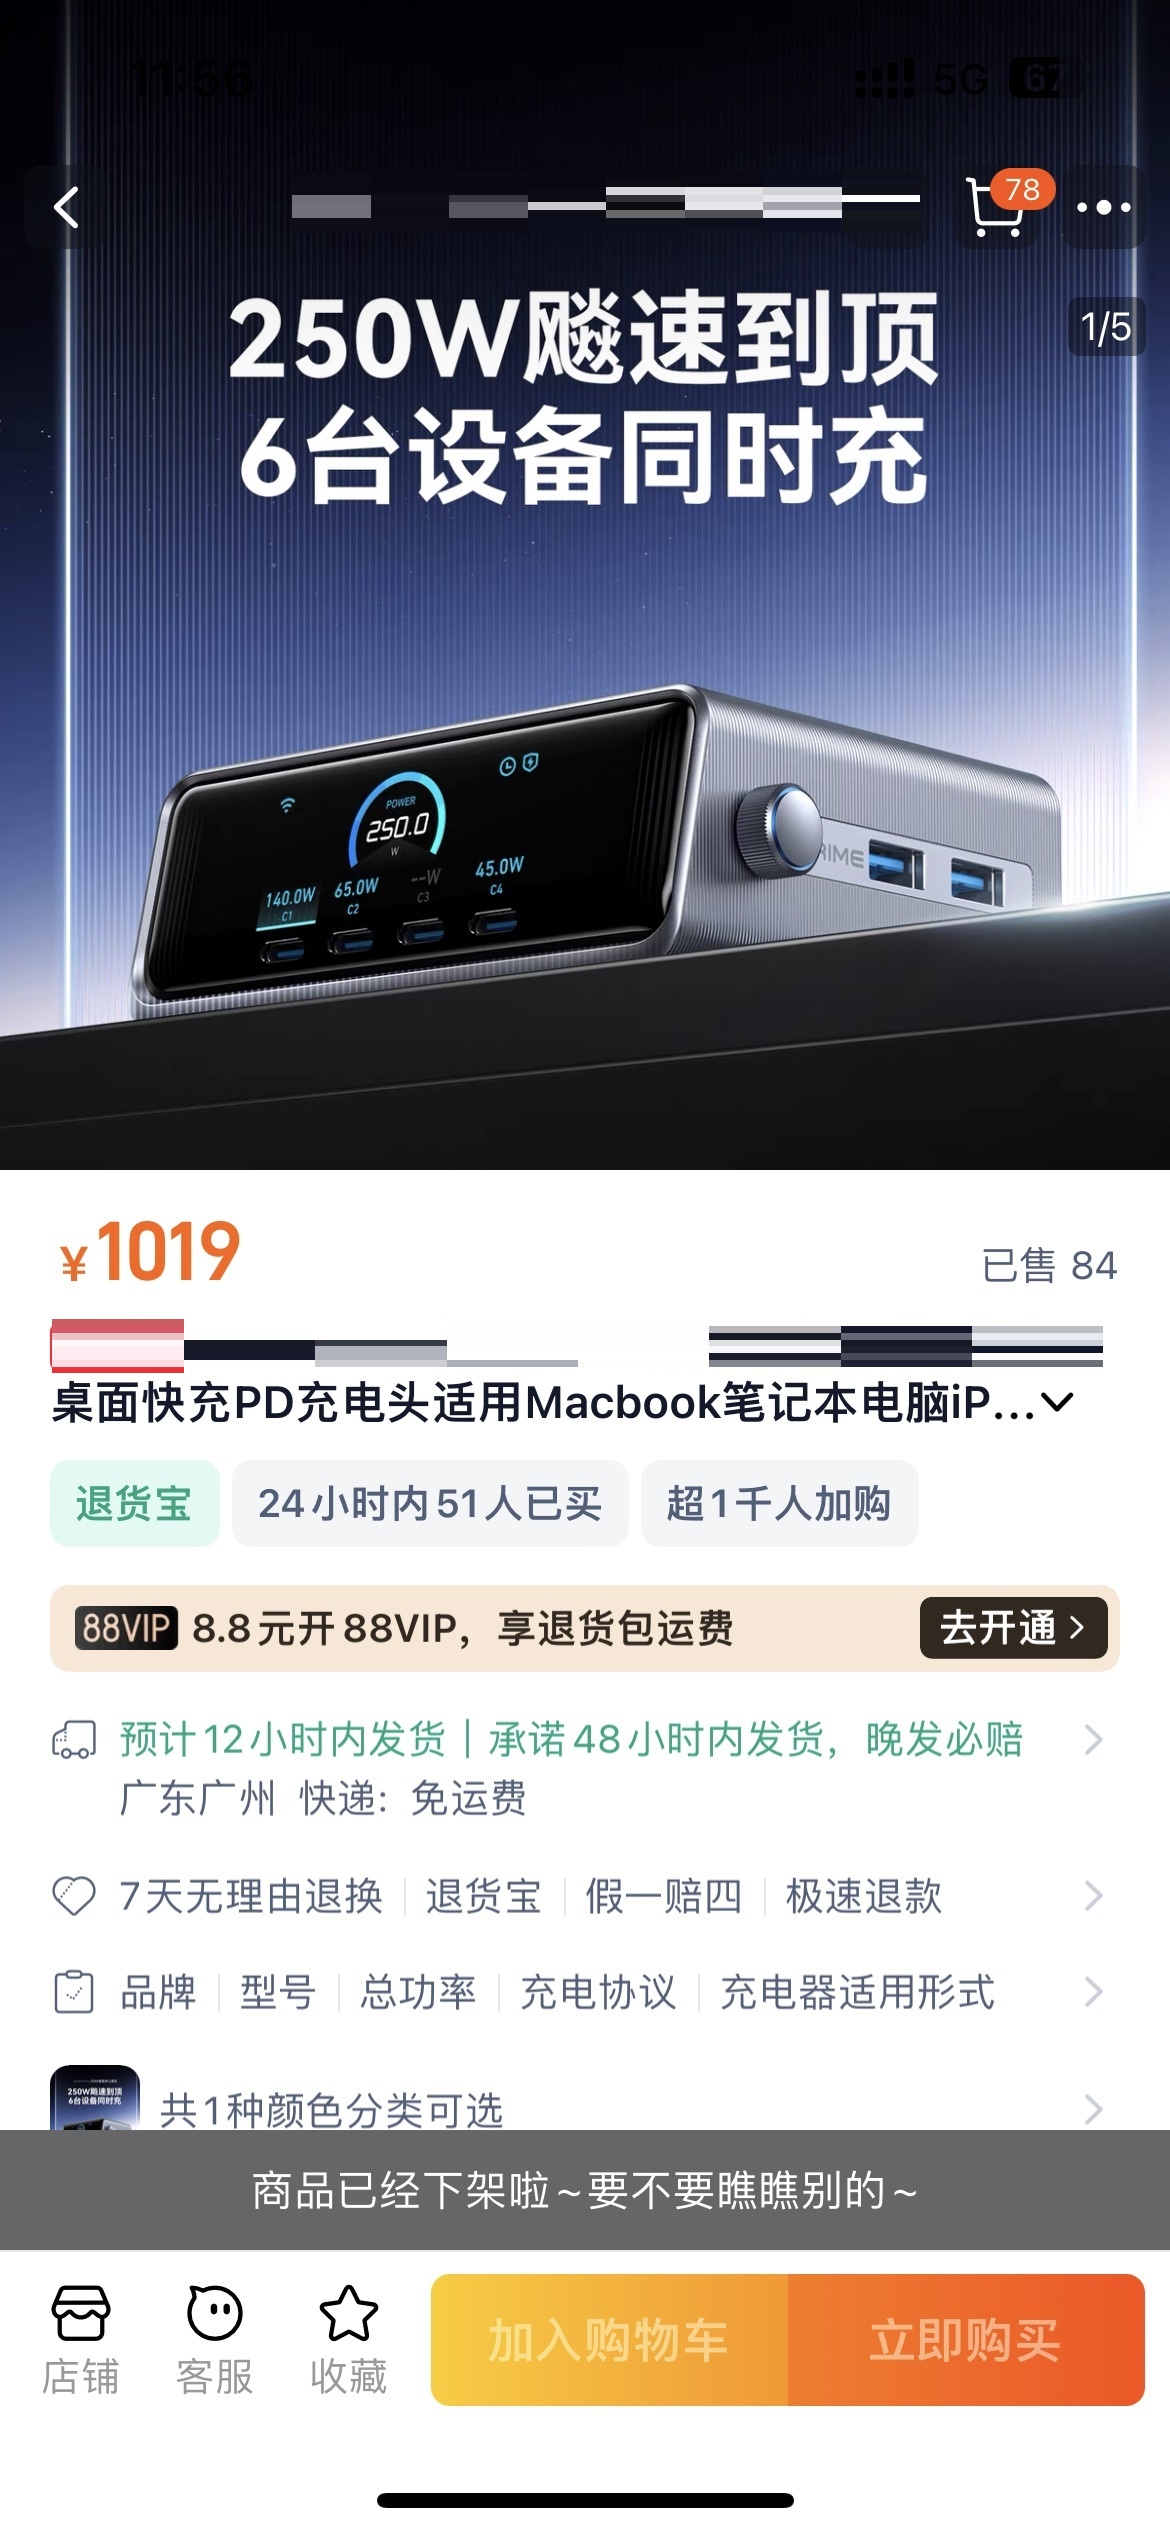 11:56
5G 67
78
1/5
250W飚速到顶
6台设备同时充
POWER
250.0
W
140.0W
C1
65.0W
C2
--W
C3
45.0W
C4
RIME
¥1019
已售 84
桌面快充PD充电头适用Macbook笔记本电脑iP...
退货宝
24小时内51人已买
超1千人加购
88VIP 8.8元开88VIP，享退货包运费
去开通
预计12小时内发货｜承诺48小时内发货，晚发必赔
广东广州 快递: 免运费
7天无理由退换 退货宝 假一赔四 极速退款
品牌 型号 总功率 充电协议 充电器适用形式
250W飚速到顶
6台设备同时充
共1种颜色分类可选
商品已经下架啦~要不要瞧瞧别的~
店铺
客服
收藏
加入购物车
立即购买